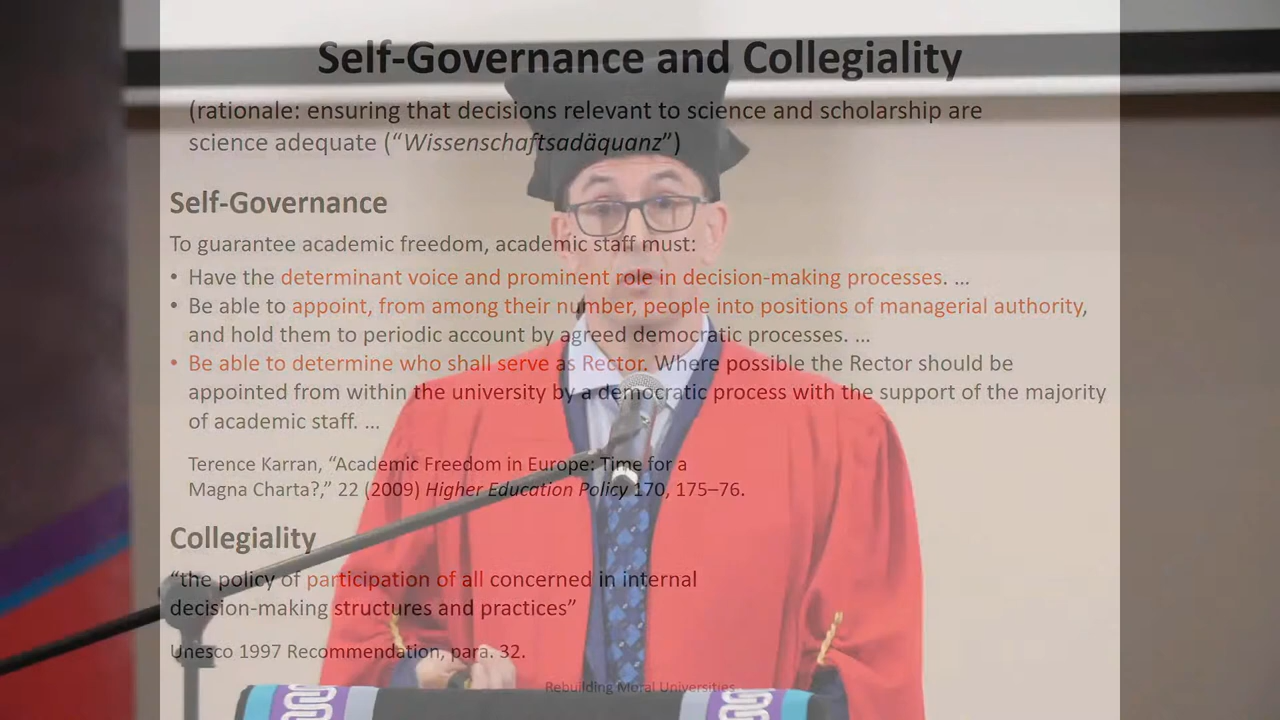 Self-Governance and Collegiality
(rationale: ensuring that decisions relevant to science and scholarship are
science adequate (“Wissenschaftsadäquanz”)
Self-Governance
To guarantee academic freedom, academic staff must:
• Have the determinant voice and prominent role in decision-making processes. …
• Be able to appoint, from among their number, people into positions of managerial authority,
and hold them to periodic account by agreed democratic processes. …
• Be able to determine who shall serve as Rector. Where possible the Rector should be
appointed from within the university by a democratic process with the support of the majority
of academic staff. …
Terence Karran, “Academic Freedom in Europe: Time for a
Magna Charta?,” 22 (2009) Higher Education Policy 170, 175–76.
Collegiality
“the policy of participation of all concerned in internal
decision-making structures and practices”
Unesco 1997 Recommendation, para. 32.
Rebuilding Moral Universities